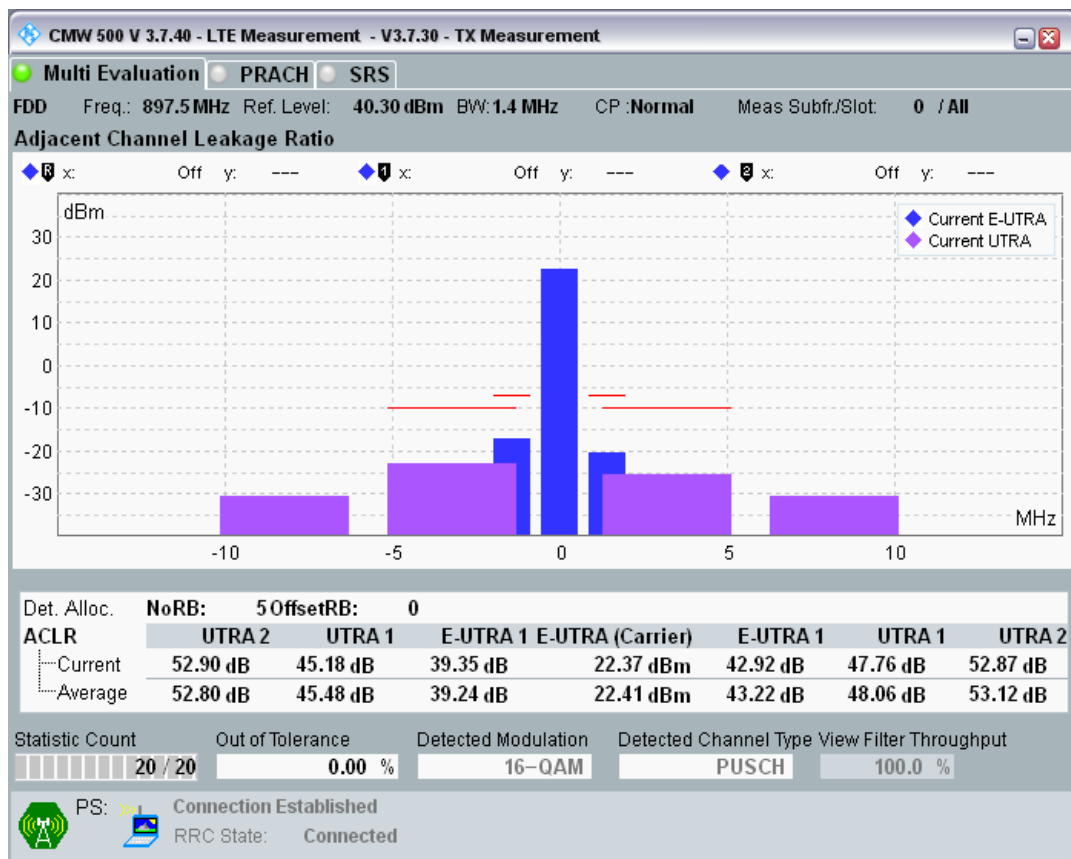 CMW 500 V 3.7.40 - LTE Measurement - V3.7.30 - TX Measurement
Multi Evaluation PRACH SRS
FDD Freq.: 897.5 MHz Ref. Level: 40.30 dBm BW: 1.4 MHz CP :Normal Meas Subfr./Slot: 0 / All
Adjacent Channel Leakage Ratio
R x: Off y: --- 1 x: Off y: --- 2 x: Off y: ---
dBm
Current E-UTRA
Current UTRA
30
20
10
0
-10
-20
-30
MHz
-10 -5 0 5 10
Det. Alloc. NoRB: 5 OffsetRB: 0
ACLR UTRA 2 UTRA 1 E-UTRA 1 E-UTRA (Carrier) E-UTRA 1 UTRA 1 UTRA 2
Current 52.90 dB 45.18 dB 39.35 dB 22.37 dBm 42.92 dB 47.76 dB 52.87 dB
Average 52.80 dB 45.48 dB 39.24 dB 22.41 dBm 43.22 dB 48.06 dB 53.12 dB
Statistic Count Out of Tolerance Detected Modulation Detected Channel Type View Filter Throughput
20 / 20 0.00 % 16-QAM PUSCH 100.0 %
PS: Connection Established
RRC State: Connected